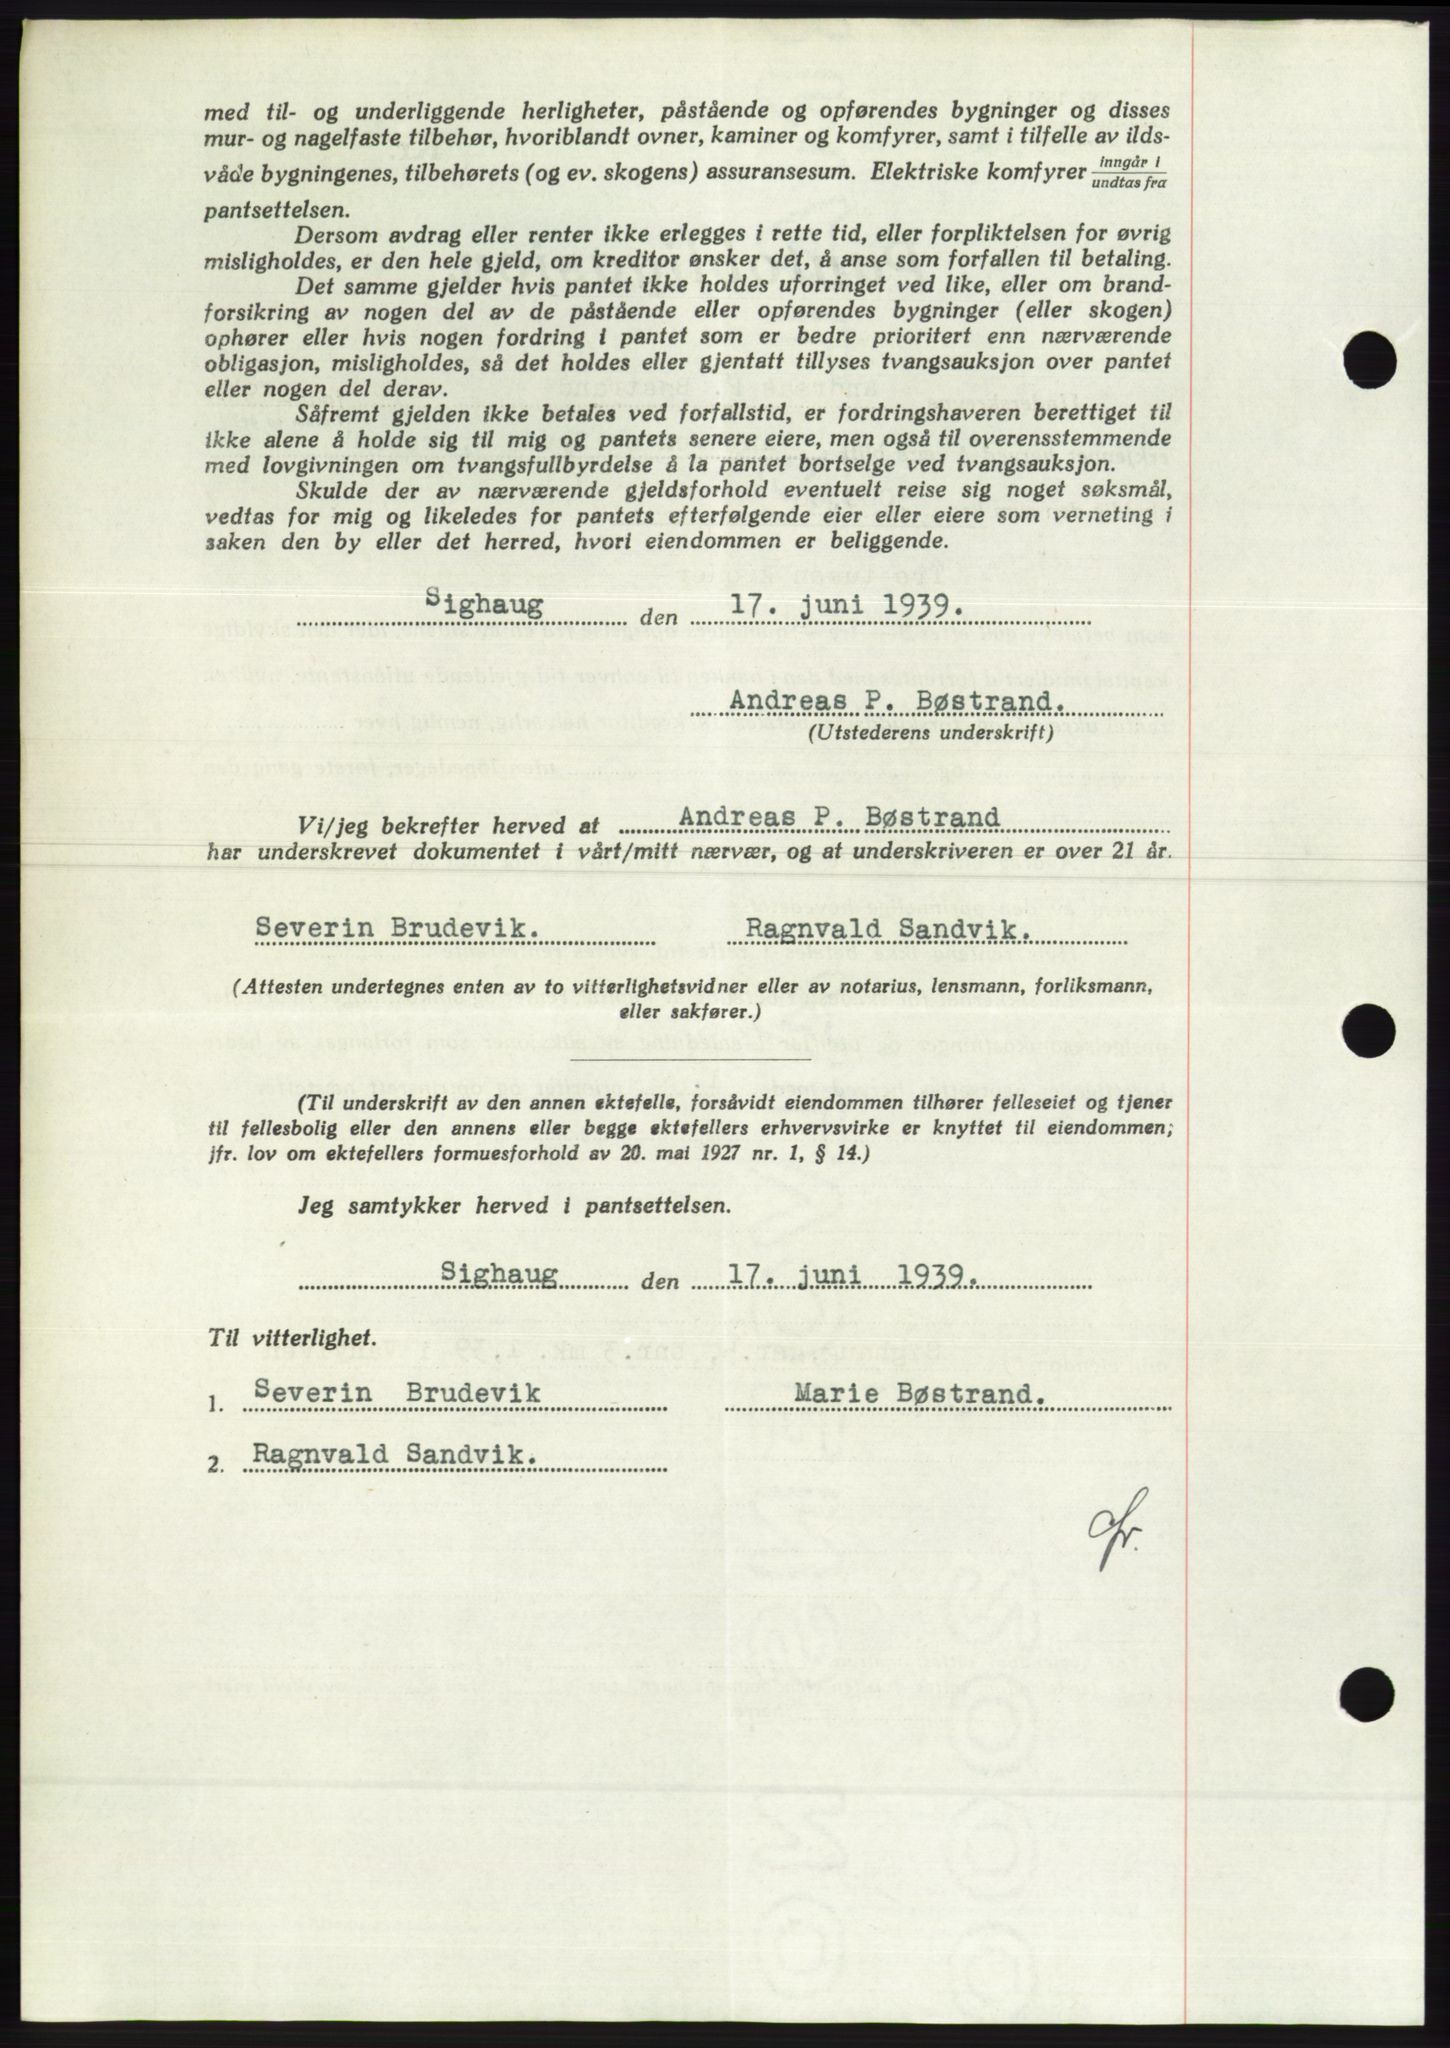 med til- og underliggende herligheter, påstående og opførendes bygninger og disses
mur- og nagelfaste tilbehør, hvoriblandt ovner, kaminer og komfyrer, samt i tilfelle av ilds-
våde bygningenes, tilbehørets (og ev. skogens) assuransesum. Elektriske komfyrer inngår i / undtas fra
pantsettelsen.
Dersom avdrag eller renter ikke erlegges i rette tid, eller forpliktelsen for øvrig
misligholdes, er den hele gjeld, om kreditor ønsker det, å anse som forfallen til betaling.
Det samme gjelder hvis pantet ikke holdes uforringet ved like, eller om brand-
forsikring av nogen del av de påstående eller opførendes bygninger (eller skogen)
ophører eller hvis nogen fordring i pantet som er bedre prioritert enn nærværende
obligasjon, misligholdes, så det holdes eller gjentatt tillyses tvangsauksjon over pantet
eller nogen del derav.
Såfremt gjelden ikke betales ved forfallstid, er fordringshaveren berettiget til
ikke alene å holde sig til mig og pantets senere eiere, men også til overensstemmende
med lovgivningen om tvangsfullbyrdelse å la pantet bortselge ved tvangsauksjon.
Skulde der av nærværende gjeldsforhold eventuelt reise sig noget søksmål,
vedtas for mig og likeledes for pantets efterfølgende eier eller eiere som verneting i
saken den by eller det herred, hvori eiendommen er beliggende.
Sighaug den 17. juni 1939.
Andreas P. Bøstrand.
(Utstederens underskrift)
Vi/jeg bekrefter herved at Andreas P. Bøstrand
har underskrevet dokumentet i vårt/mitt nærvær, og at underskriveren er over 21 år.
Severin Brudevik. Ragnvald Sandvik.
(Attesten undertegnes enten av to vitterlighetsvidner eller av notarius, lensmann, forliksmann,
eller sakfører.)
(Til underskrift av den annen ektefelle, forsåvidt eiendommen tilhører felleseiet og tjener
til fellesbolig eller den annens eller begge ektefellers erhvervsvirke er knyttet til eiendommen;
jfr. lov om ektefellers formuesforhold av 20. mai 1927 nr. 1, § 14.)
Jeg samtykker herved i pantsettelsen.
Sighaug den 17. juni 1939.
Til vitterlighet.
1. Severin Brudevik Marie Bøstrand.
2. Ragnvald Sandvik.